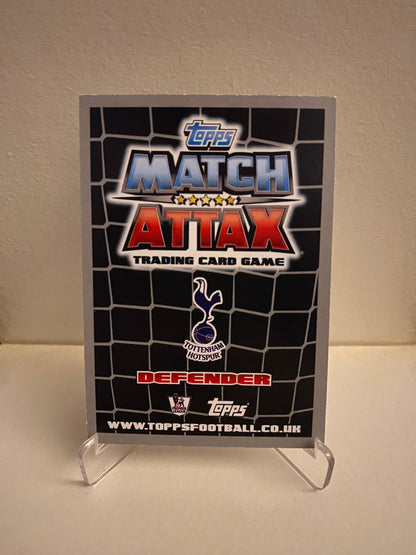 Topps
MATCH
ATTAX
TRADING CARD GAME
TOTTENHAM
HOTSPUR
DEFENDER
Topps
WWW.TOPPSFOOTBALL.CO.UK